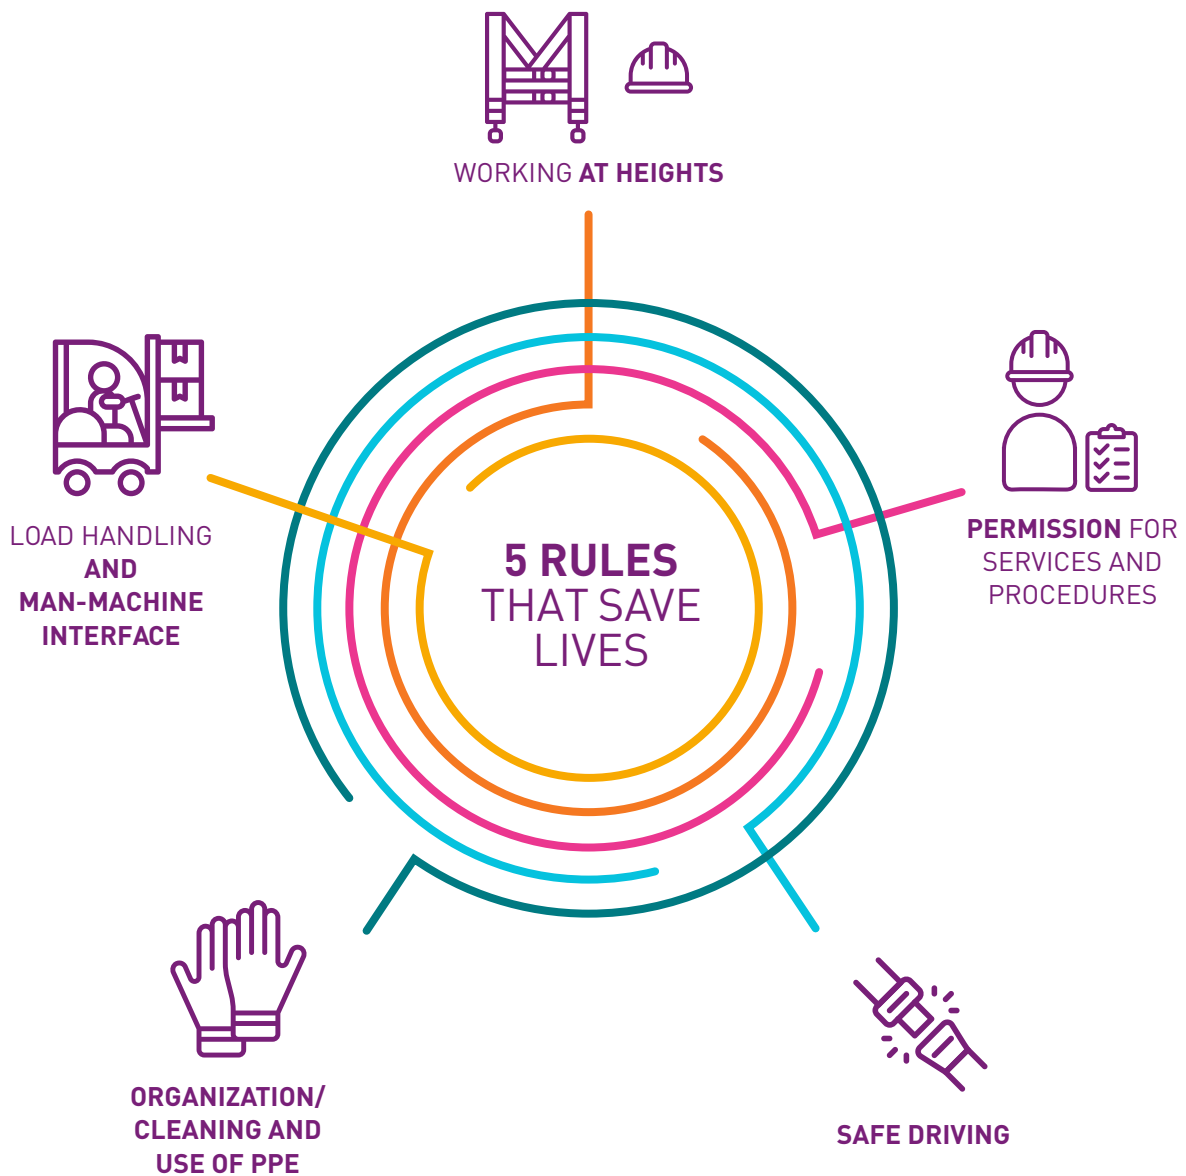 WORKING AT HEIGHTS
LOAD HANDLING
AND
MAN-MACHINE
INTERFACE
5 RULES
THAT SAVE
LIVES
PERMISSION FOR
SERVICES AND
PROCEDURES
ORGANIZATION/
CLEANING AND
USE OF PPE
SAFE DRIVING